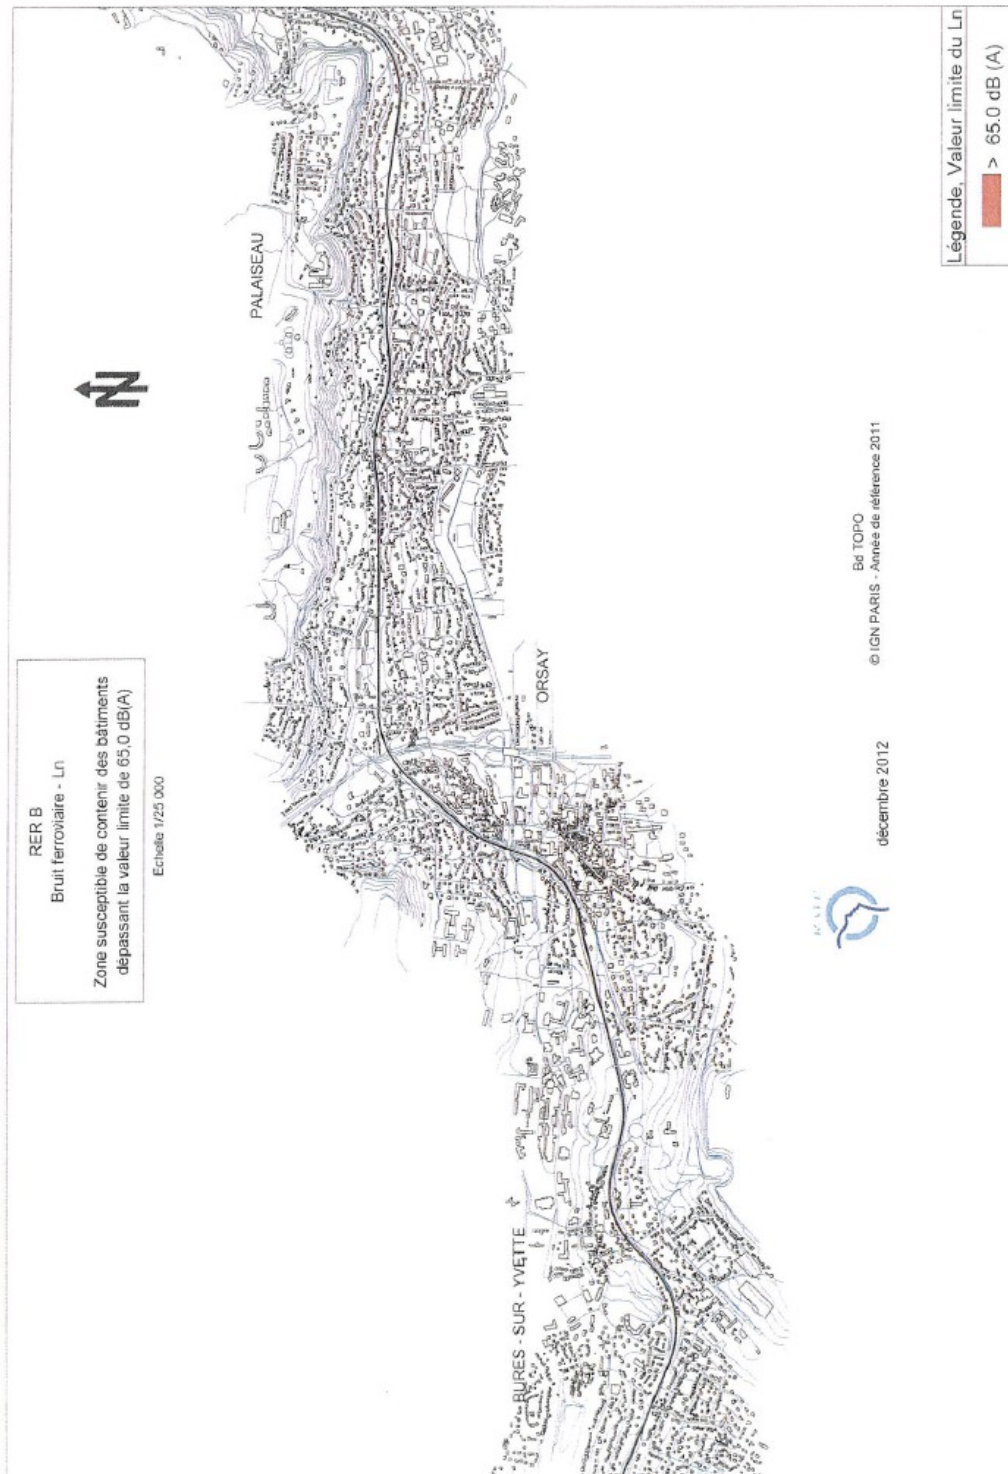 RER B
Bruit ferroviaire - Ln
Zone susceptible de contenir des bâtiments
dépassant la valeur limite de 65,0 dB(A)
Echelle 1/25 000
N
PALAISEAU
ORSAY
BURES - SUR - YVETTE
décembre 2012
Bd TOPO
© IGN PARIS - Année de référence 2011
Légende, Valeur limite du Ln
> 65.0 dB (A)